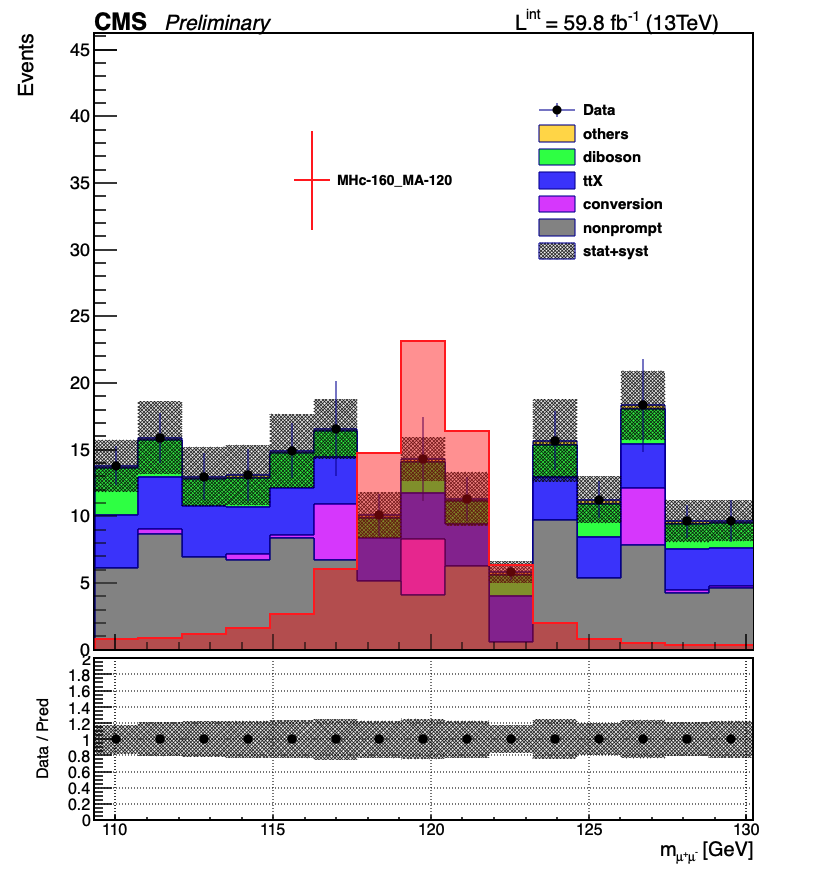 CMS Preliminary L^int = 59.8 fb^-1 (13TeV)
Events
45
40
35
30
25
20
15
10
5
0
MHc-160_MA-120
Data
others
diboson
ttX
conversion
nonprompt
stat+syst
Data / Pred
2
1.8
1.6
1.4
1.2
1
0.8
0.6
0.4
0.2
0
110 115 120 125 130
m_μ+μ- [GeV]